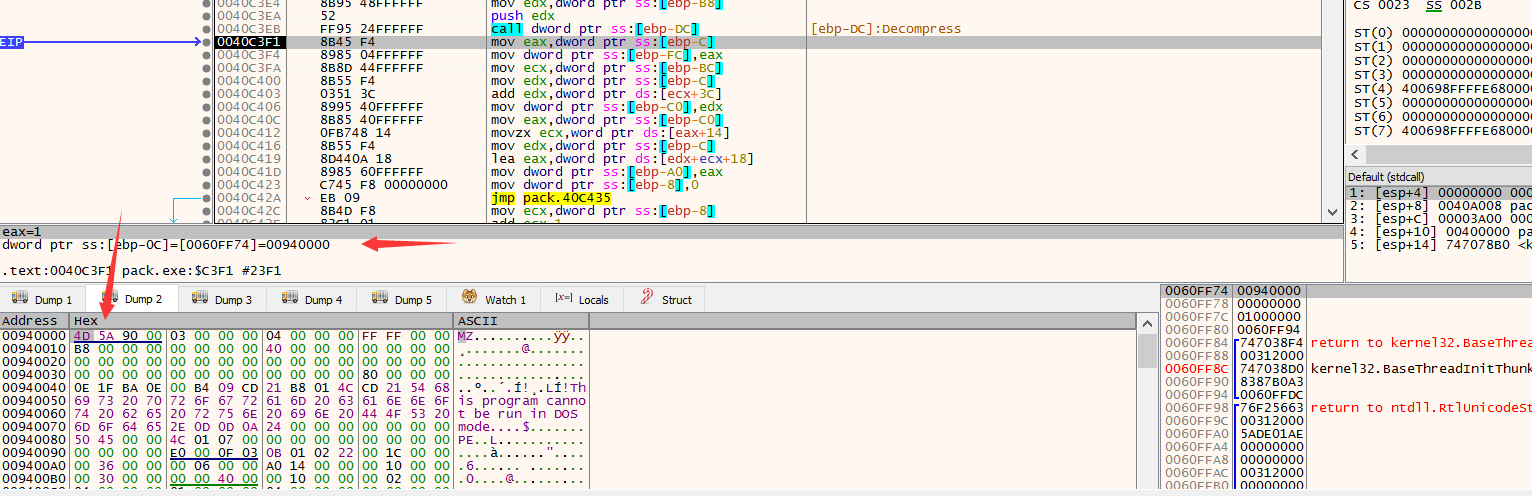 0040C3E4 8B95 48FFFFFF mov edx,dword ptr ss:[ebp-B8]
0040C3EA 52 push edx
0040C3EB FF95 24FFFFFF call dword ptr ss:[ebp-DC] [ebp-DC]:Decompress
EIP 0040C3F1 8B45 F4 mov eax,dword ptr ss:[ebp-C]
0040C3F4 8985 04FFFFFF mov dword ptr ss:[ebp-FC],eax
0040C3FA 8B8D 44FFFFFF mov ecx,dword ptr ss:[ebp-BC]
0040C400 8B55 F4 mov edx,dword ptr ss:[ebp-C]
0040C403 0351 3C add edx,dword ptr ds:[ecx+3C]
0040C406 8995 40FFFFFF mov dword ptr ss:[ebp-C0],edx
0040C40C 8B85 40FFFFFF mov eax,dword ptr ss:[ebp-C0]
0040C412 0FB748 14 movzx ecx,word ptr ds:[eax+14]
0040C416 8B55 F4 mov edx,dword ptr ss:[ebp-C]
0040C419 8D440A 18 lea eax,dword ptr ds:[edx+ecx+18]
0040C41D 8985 60FFFFFF mov dword ptr ss:[ebp-A0],eax
0040C423 C745 F8 00000000 mov dword ptr ss:[ebp-8],0
0040C42A EB 09 jmp pack.40C435
0040C42C 8B4D F8 mov ecx,dword ptr ss:[ebp-8]
CS 0023 SS 002B
ST(0) 0000000000000000
ST(1) 0000000000000000
ST(2) 0000000000000000
ST(3) 0000000000000000
ST(4) 400698FFFFE68000
ST(5) 0000000000000000
ST(6) 0000000000000000
ST(7) 400698FFFFE68000
Default (stdcall)
1: [esp+4] 00000000 000
2: [esp+8] 0040A008 pac
3: [esp+C] 00003A00 000
4: [esp+10] 00400000 pa
5: [esp+14] 747078B0 <k
eax=1
dword ptr ss:[ebp-0C]=[0060FF74]=00940000
.text:0040C3F1 pack.exe:$C3F1 #23F1
Dump 1 Dump 2 Dump 3 Dump 4 Dump 5 Watch 1 [x=] Locals Struct
Address Hex ASCII
00940000 4D 5A 90 00 03 00 00 00 04 00 00 00 FF FF 00 00 MZ..........ÿÿ..
00940010 B8 00 00 00 00 00 00 00 40 00 00 00 00 00 00 00 ¸.......@.......
00940020 00 00 00 00 00 00 00 00 00 00 00 00 00 00 00 00 ................
00940030 00 00 00 00 00 00 00 00 00 00 00 00 80 00 00 00 ................
00940040 0E 1F BA 0E 00 B4 09 CD 21 B8 01 4C CD 21 54 68 ..º..´.Í!¸.LÍ!Th
00940050 69 73 20 70 72 6F 67 72 61 6D 20 63 61 6E 6E 6F is program canno
00940060 74 20 62 65 20 72 75 6E 20 69 6E 20 44 4F 53 20 t be run in DOS
00940070 6D 6F 64 65 2E 0D 0D 0A 24 00 00 00 00 00 00 00 mode....$.......
00940080 50 45 00 00 4C 01 07 00 00 00 00 00 00 00 00 00 PE..L...........
00940090 00 00 00 00 E0 00 0F 03 0B 01 02 22 00 1C 00 00 ....à......"....
009400A0 00 36 00 00 00 06 00 00 A0 14 00 00 00 10 00 00 .6...... .......
009400B0 00 30 00 00 00 00 40 00 00 10 00 00 00 02 00 00 .0....@.........
0060FF74 00940000
0060FF78 00000000
0060FF7C 01000000
0060FF80 0060FF94
0060FF84 747038F4 return to kernel32.BaseThrea
0060FF88 00312000
0060FF8C 747038D0 kernel32.BaseThreadInitThunk
0060FF90 8387B0A3
0060FF94 0060FFDC
0060FF98 76F25663 return to ntdll.RtlUnicodeSt
0060FF9C 00312000
0060FFA0 5ADE01AE
0060FFA4 00000000
0060FFA8 00000000
0060FFAC 00312000
0060FFB0 00000000